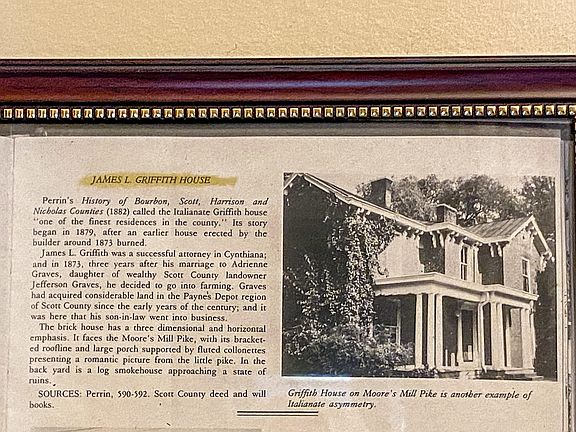 JAMES L. GRIFFITH HOUSE
Perrin's History of Bourbon, Scott, Harrison and
Nicholas Counties (1882) called the Italianate Griffith house
"one of the finest residences in the county." Its story
began in 1879, after an earlier house erected by the
builder around 1873 burned.
James L. Griffith was a successful attorney in Cynthiana;
and in 1873, three years after his marriage to Adrienne
Graves, daughter of wealthy Scott County landowner
Jefferson Graves, he decided to go into farming. Graves
had acquired considerable land in the Payne's Depot region
of Scott County since the early years of the century; and it
was here that his son-in-law went into business.
The brick house has a three dimensional and horizontal
emphasis. It faces the Moore's Mill Pike, with its bracket-
ed roofline and large porch supported by fluted collonettes
presenting a romantic picture from the little pike. In the
back yard is a log smokehouse approaching a state of
ruins.
SOURCES: Perrin, 590-592. Scott County deed and will
books.
Griffith House on Moore's Mill Pike is another example of
Italianate asymmetry.